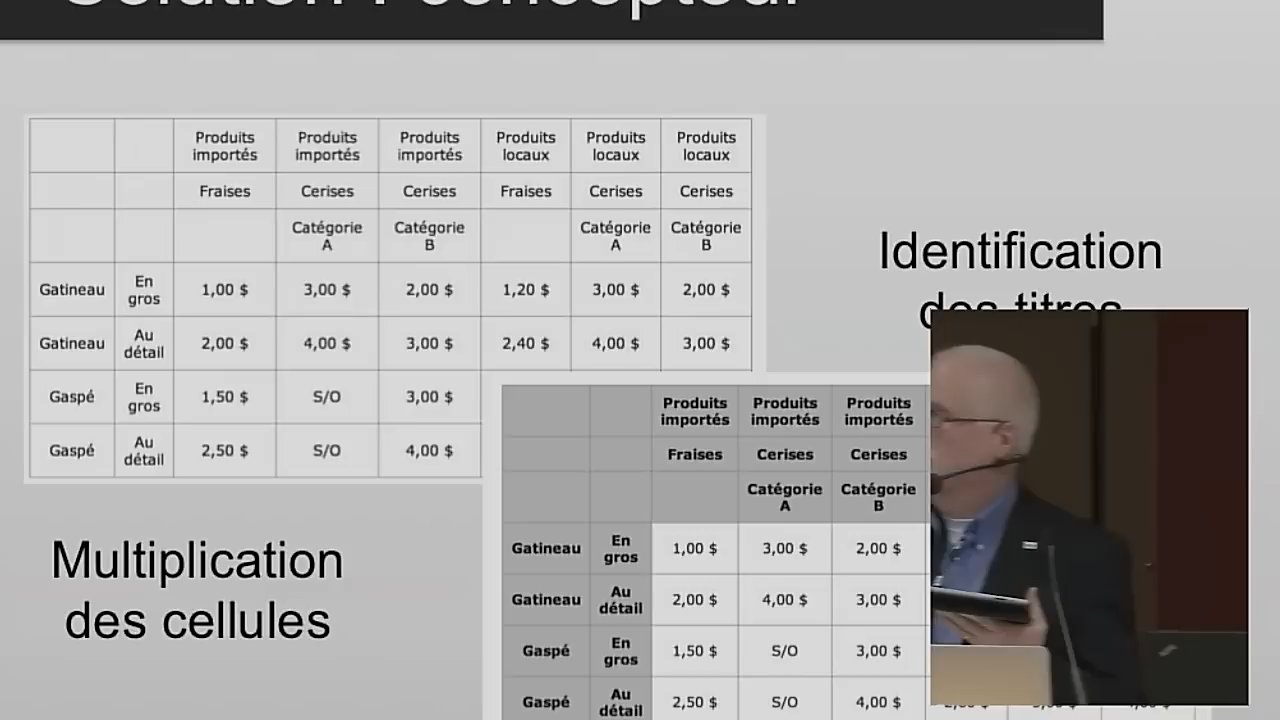 Solution : concepteur
Produits importés Produits importés Produits importés Produits locaux Produits locaux Produits locaux
Fraises Cerises Cerises Fraises Cerises Cerises
Catégorie A Catégorie B Catégorie A Catégorie B
Gatineau En gros 1,00 $ 3,00 $ 2,00 $ 1,20 $ 3,00 $ 2,00 $
Gatineau Au détail 2,00 $ 4,00 $ 3,00 $ 2,40 $ 4,00 $ 3,00 $
Gaspé En gros 1,50 $ S/O 3,00 $
Gaspé Au détail 2,50 $ S/O 4,00 $
Identification
des titres
Produits importés Produits importés Produits importés
Fraises Cerises Cerises
Catégorie A Catégorie B
Gatineau En gros 1,00 $ 3,00 $ 2,00 $
Gatineau Au détail 2,00 $ 4,00 $ 3,00 $
Gaspé En gros 1,50 $ S/O 3,00 $
Gaspé Au détail 2,50 $ S/O 4,00 $
Multiplication
des cellules